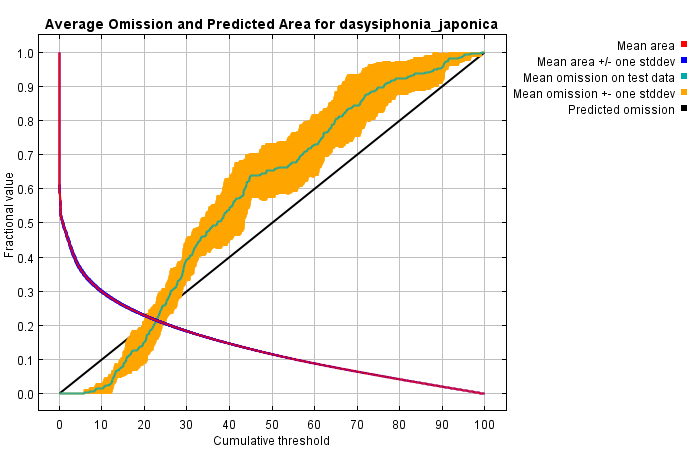 Average Omission and Predicted Area for dasysiphonia_japonica
Mean area
Mean area +/- one stddev
Mean omission on test data
Mean omission +- one stddev
Predicted omission
Fractional value
1.0
0.9
0.8
0.7
0.6
0.5
0.4
0.3
0.2
0.1
0.0
0 10 20 30 40 50 60 70 80 90 100
Cumulative threshold